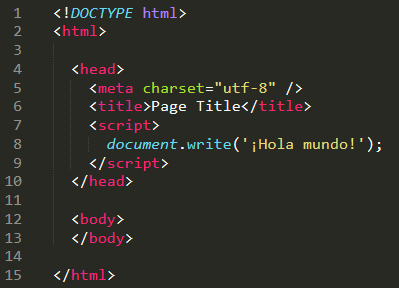 1 <!DOCTYPE html>
2 <html>
3
4 <head>
5 <meta charset="utf-8" />
6 <title>Page Title</title>
7 <script>
8 document.write('¡Hola mundo!');
9 </script>
10 </head>
11
12 <body>
13 </body>
14
15 </html>